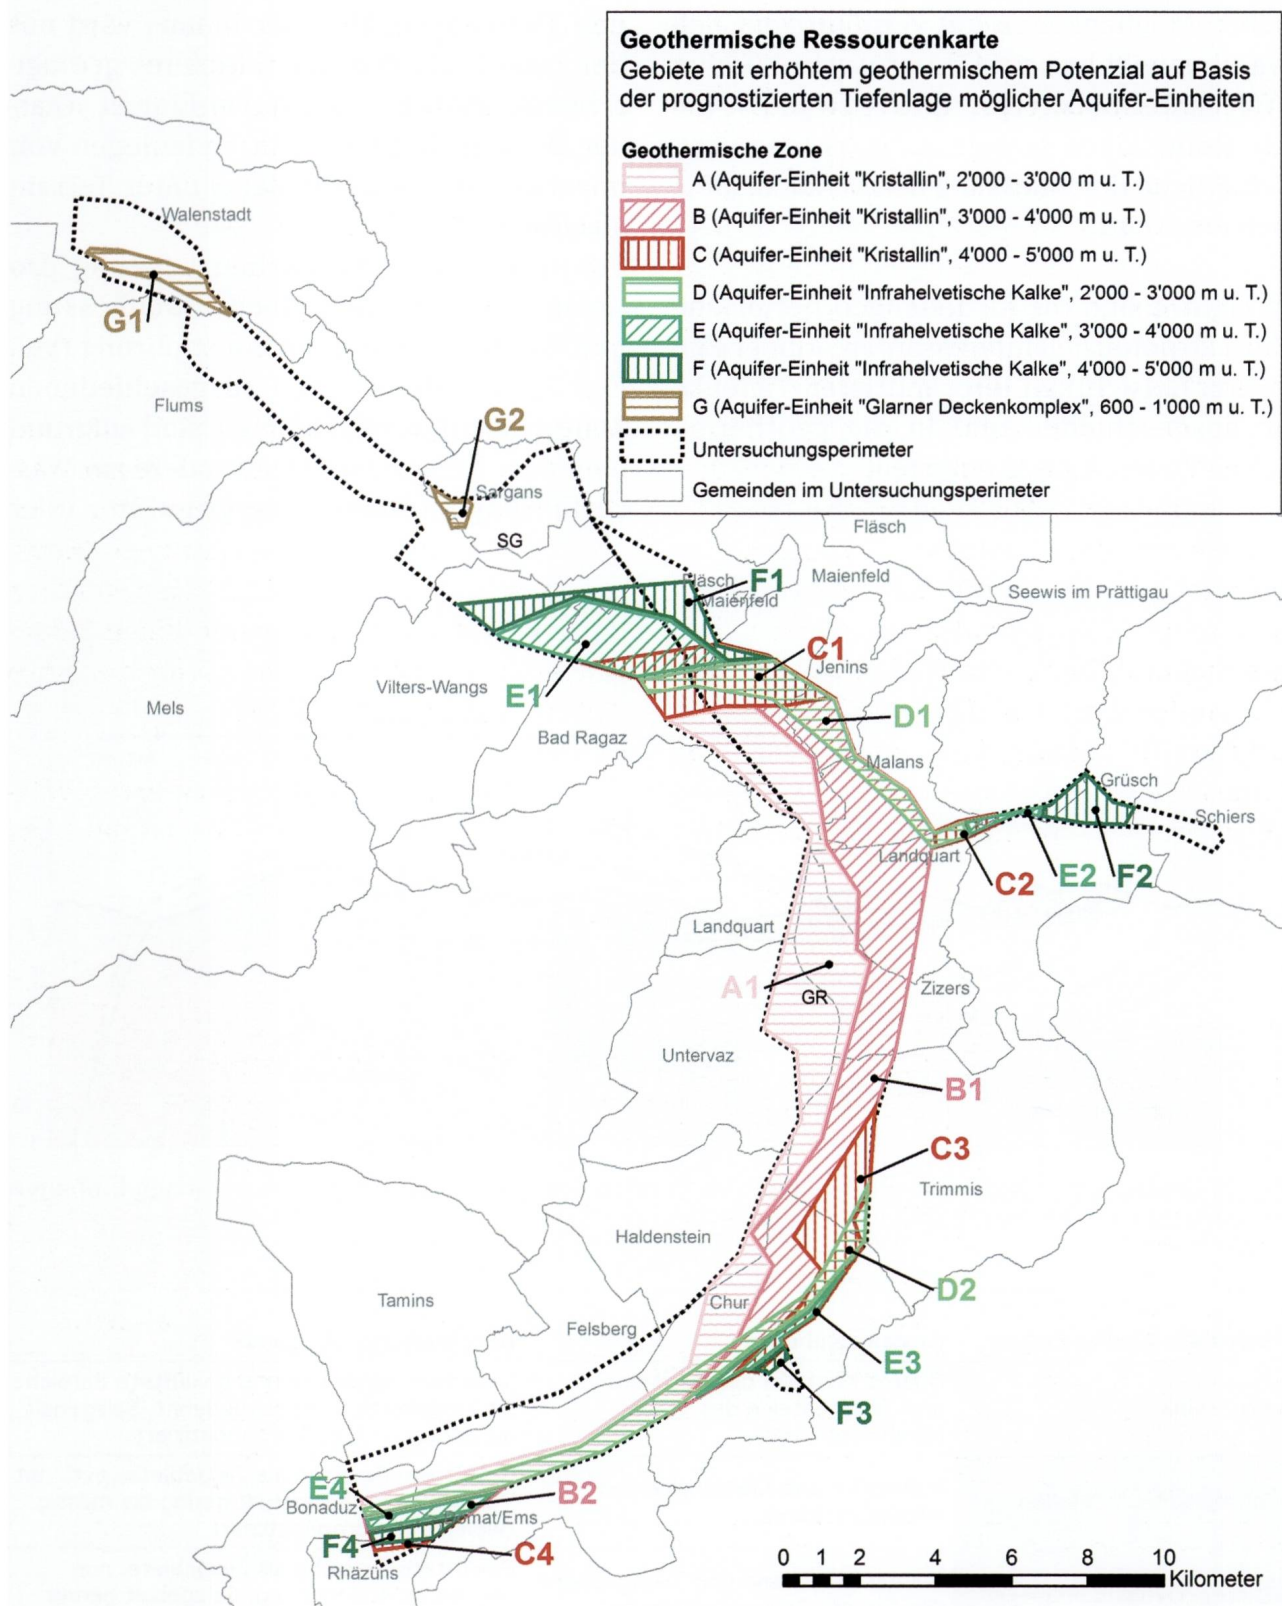 Geothermische Ressourcenkarte
Gebiete mit erhöhtem geothermischem Potenzial auf Basis
der prognostizierten Tiefenlage möglicher Aquifer-Einheiten
Geothermische Zone
A (Aquifer-Einheit "Kristallin", 2'000 - 3'000 m u. T.)
B (Aquifer-Einheit "Kristallin", 3'000 - 4'000 m u. T.)
C (Aquifer-Einheit "Kristallin", 4'000 - 5'000 m u. T.)
D (Aquifer-Einheit "Infrahelvetische Kalke", 2'000 - 3'000 m u. T.)
E (Aquifer-Einheit "Infrahelvetische Kalke", 3'000 - 4'000 m u. T.)
F (Aquifer-Einheit "Infrahelvetische Kalke", 4'000 - 5'000 m u. T.)
G (Aquifer-Einheit "Glarner Deckenkomplex", 600 - 1'000 m u. T.)
Untersuchungsperimeter
Gemeinden im Untersuchungsperimeter
Walenstadt
G1
Flums
G2
Sargans
SG
Fläsch
Fläsch
F1
Maienfeld
Maienfeld
Seewis im Prättigau
C1
Jenins
Vilters-Wangs
E1
Mels
D1
Bad Ragaz
Malans
Grüsch
Schiers
Landquart
C2
E2
F2
Landquart
A1
GR
Zizers
Untervaz
B1
C3
Trimmis
Haldenstein
D2
Tamins
Chur
Felsberg
E3
F3
E4
Bonaduz
B2
Domat/Ems
F4
C4
Rhäzüns
0 1 2 4 6 8 10
Kilometer